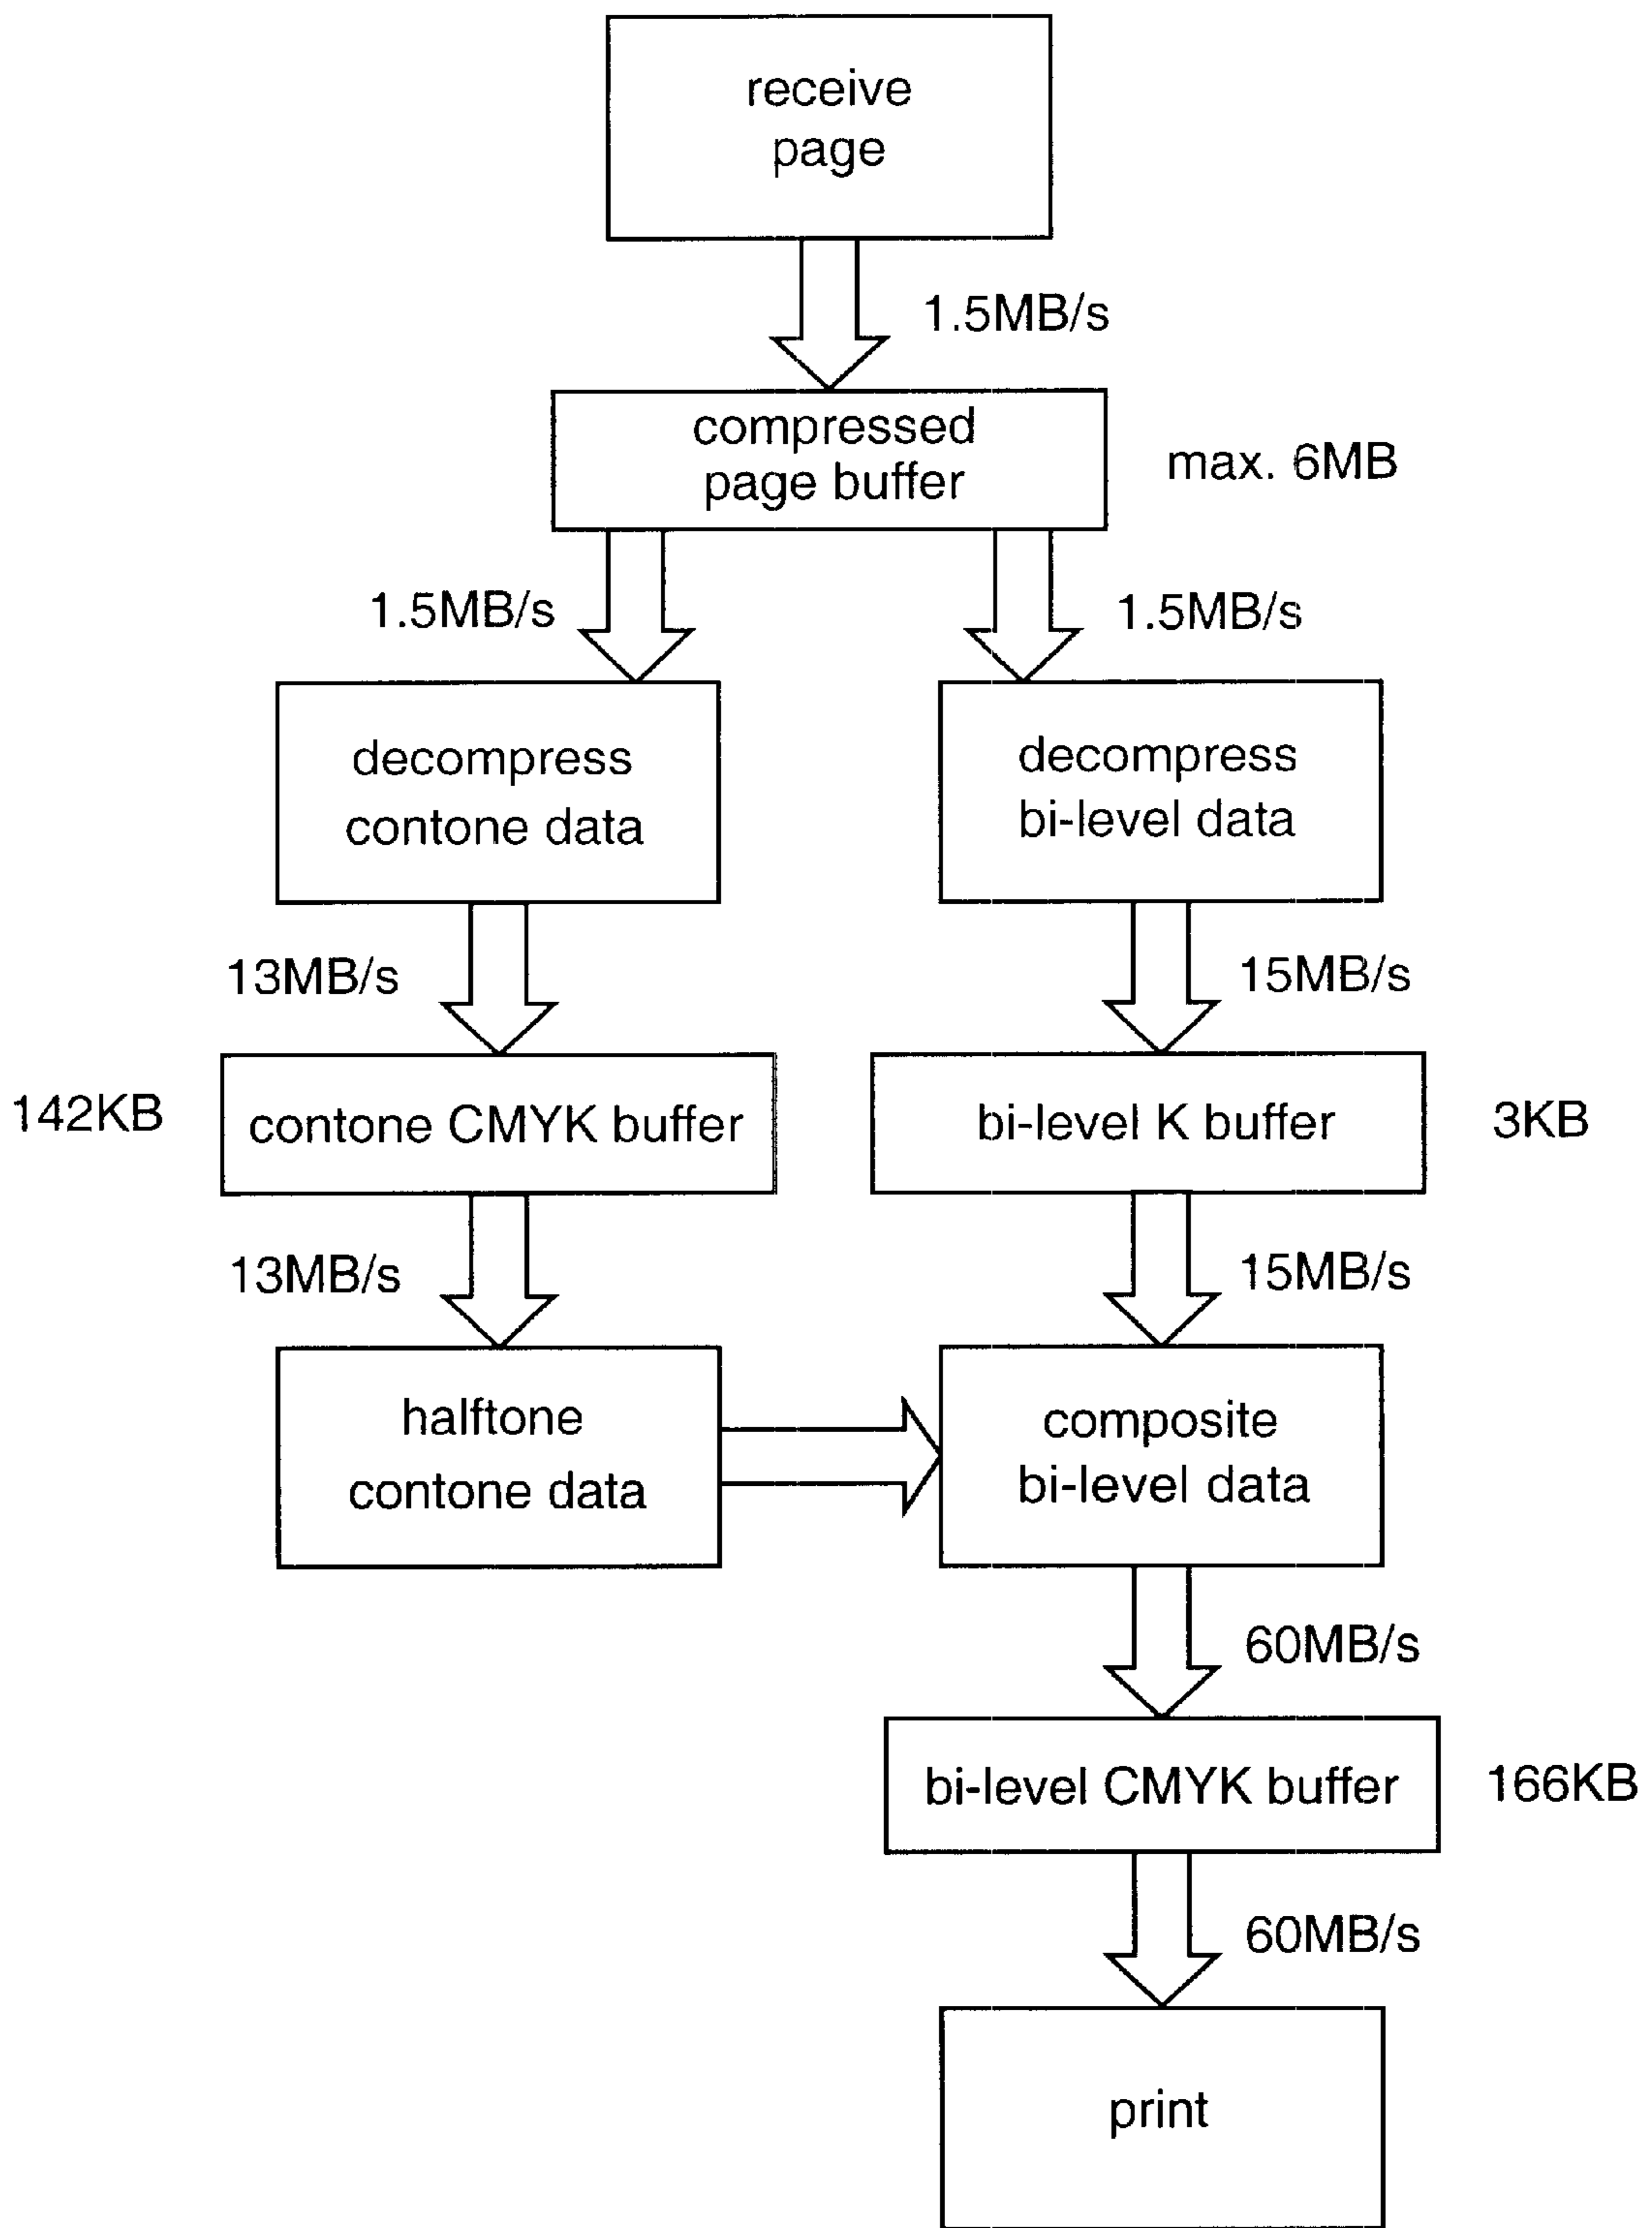 receive
page
1.5MB/s
compressed
page buffer
max. 6MB
1.5MB/s
1.5MB/s
decompress
contone data
decompress
bi-level data
13MB/s
15MB/s
142KB
contone CMYK buffer
bi-level K buffer
3KB
13MB/s
15MB/s
halftone
contone data
composite
bi-level data
60MB/s
bi-level CMYK buffer
166KB
60MB/s
print